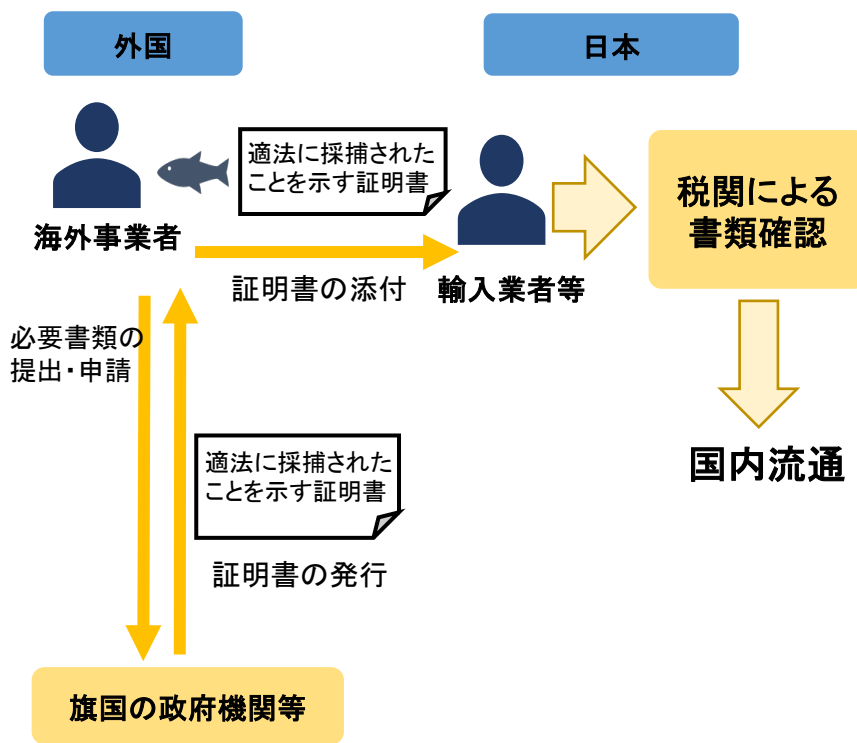 外国
日本
適法に採捕された
ことを示す証明書
海外事業者
証明書の添付
輸入業者等
税関による
書類確認
必要書類の
提出・申請
適法に採捕された
ことを示す証明書
証明書の発行
国内流通
旗国の政府機関等